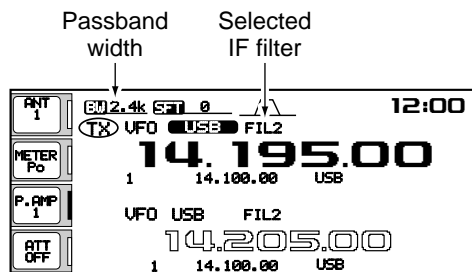 Passband width
Selected IF filter
ANT 1
BW 2.4k SFT 0
12:00
TX VFO USB FIL2
METER Po
14.195.00
1 14.100.00 USB
P.AMP 1
VFO USB FIL2
ATT OFF
14.205.00
1 14.100.00 USB